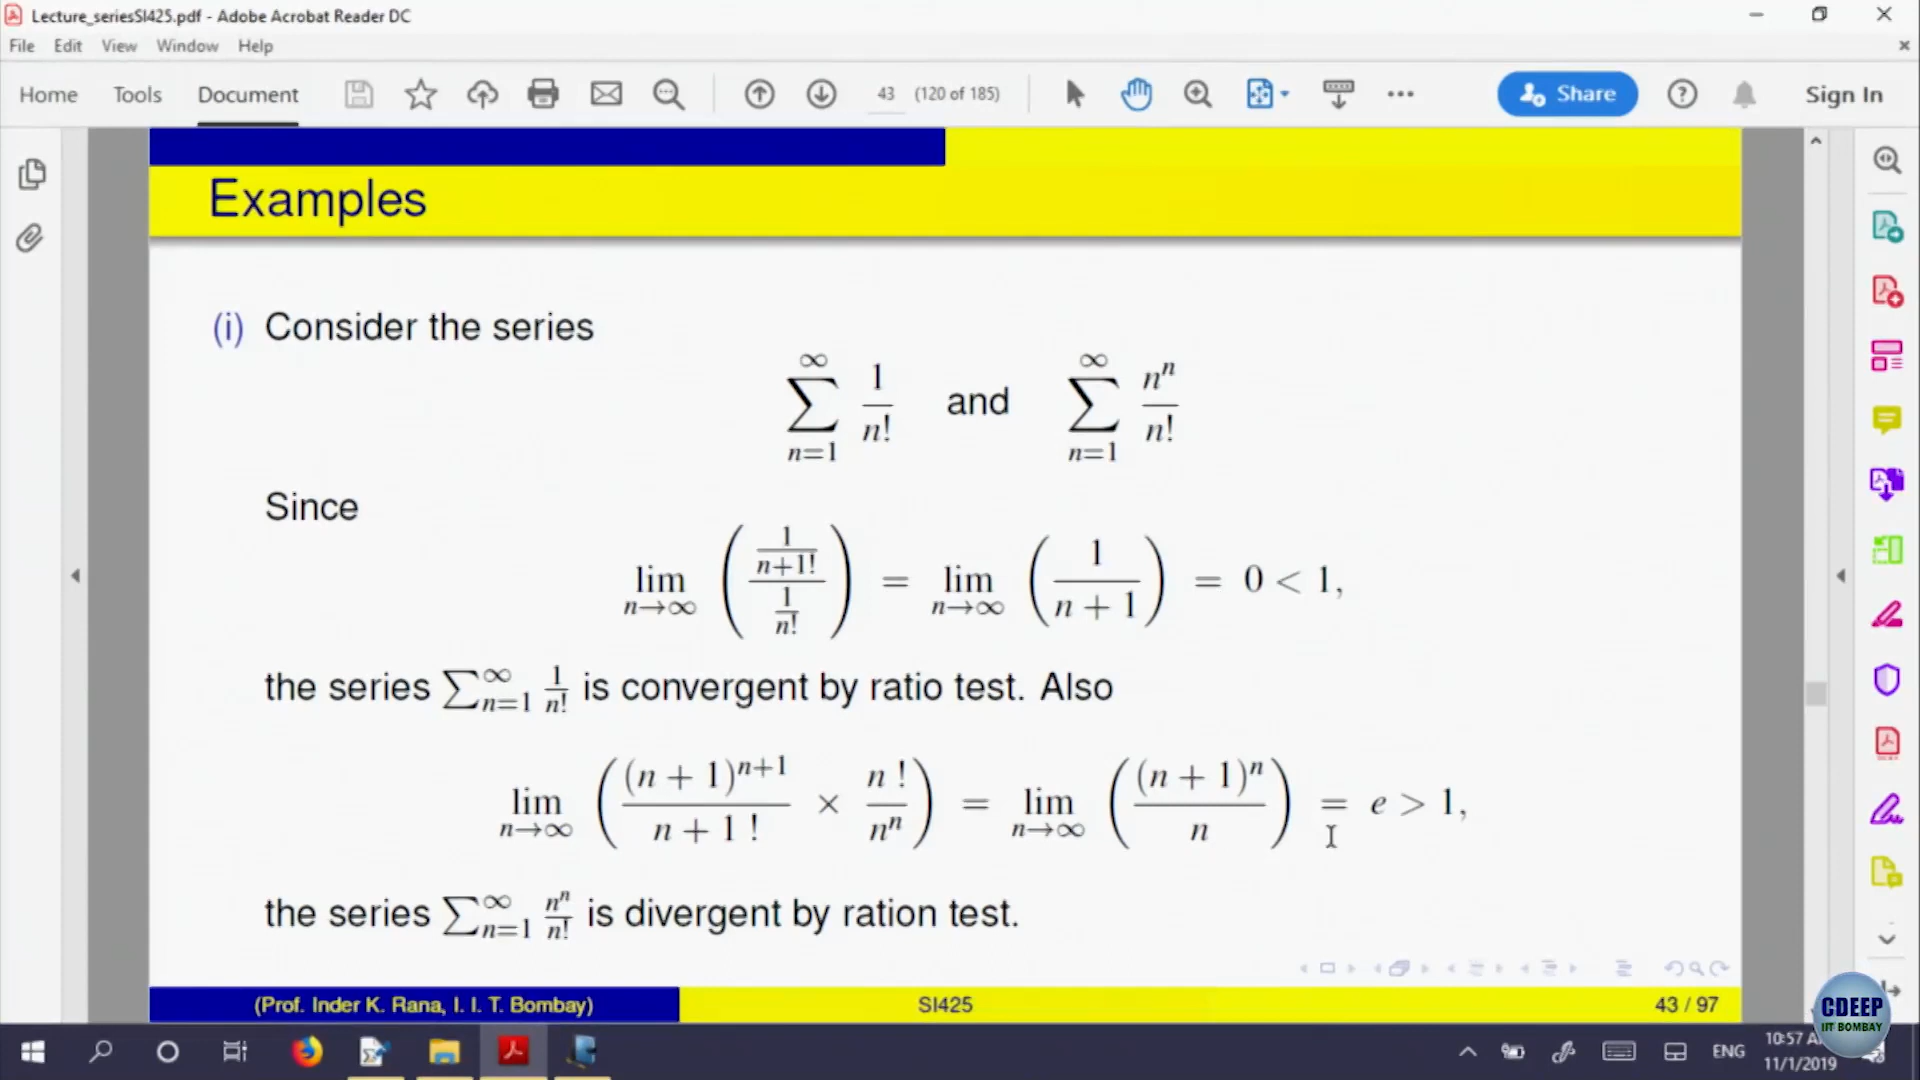 Lecture_seriesSI425.pdf - Adobe Acrobat Reader DC
File Edit View Window Help
Home Tools Document 43 (120 of 185) Share Sign In
Examples
(i) Consider the series
∑_{n=1}^{∞} 1/n! and ∑_{n=1}^{∞} n^n/n!
Since
lim_{n→∞} ( (1/n+1!) / (1/n!) ) = lim_{n→∞} ( 1/(n + 1) ) = 0 < 1,
the series ∑_{n=1}^{∞} 1/n! is convergent by ratio test. Also
lim_{n→∞} ( (n + 1)^{n+1}/n + 1 ! × n !/n^n ) = lim_{n→∞} ( (n + 1)^n/n ) = e > 1,
the series ∑_{n=1}^{∞} n^n/n! is divergent by ration test.
(Prof. Inder K. Rana, I. I. T. Bombay) SI425 43 / 97
CDEEP
IIT BOMBAY
ENG
10:57 A
11/1/2019